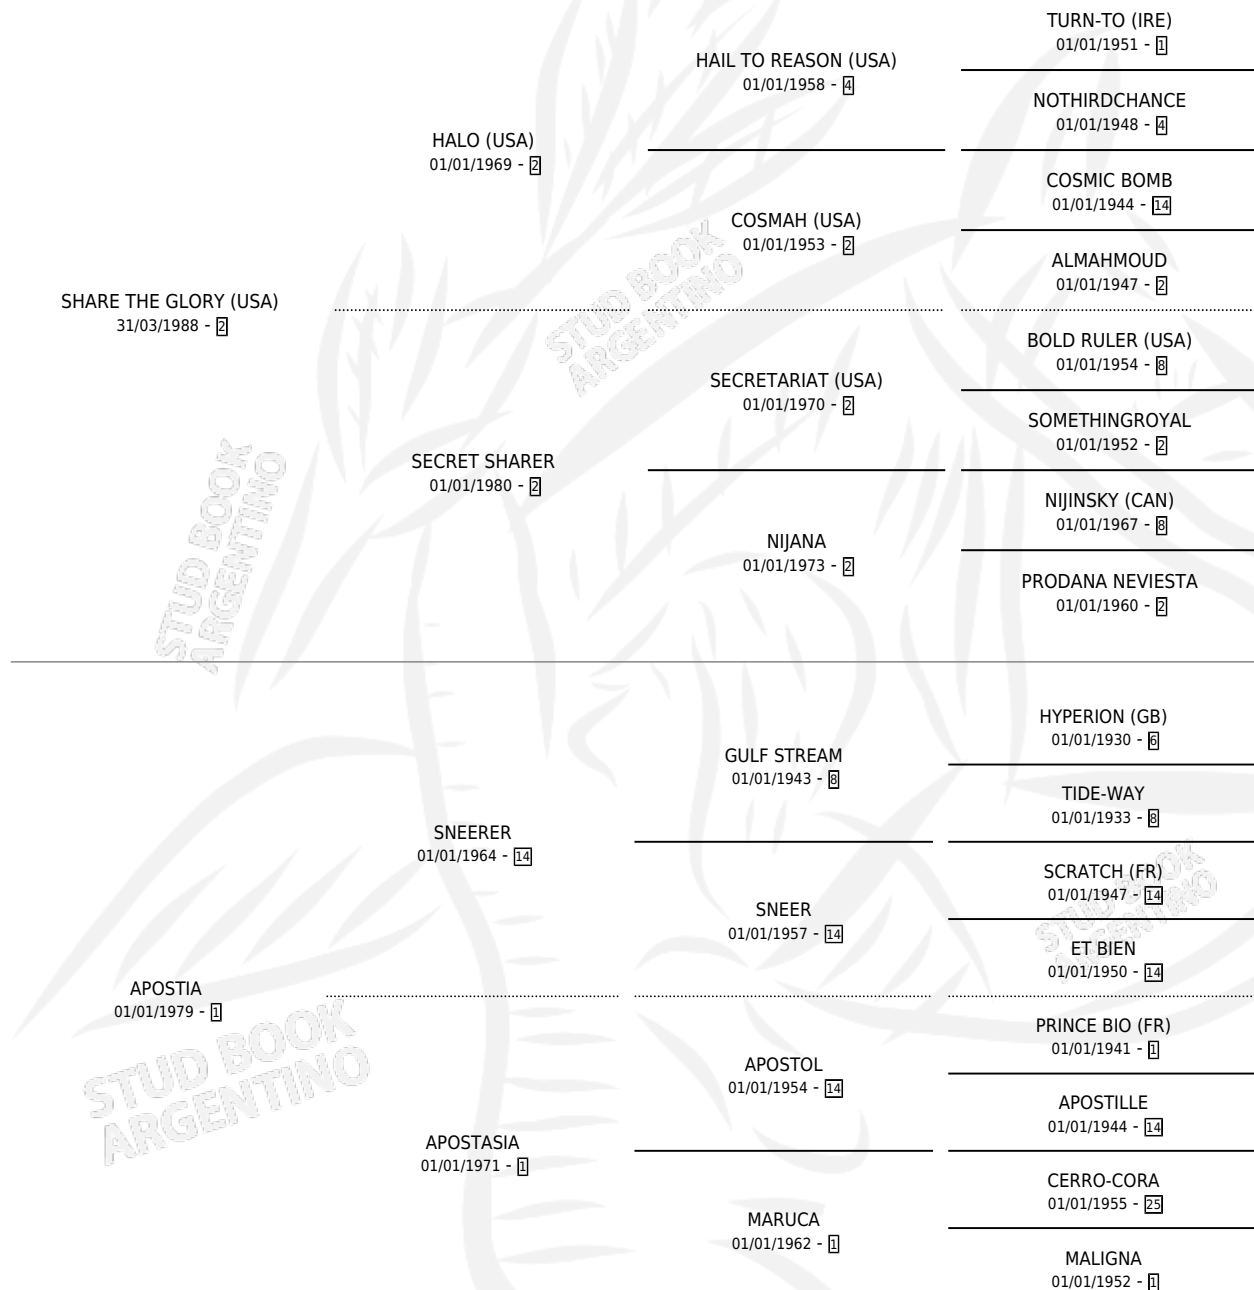 TURN-TO (IRE)
01/01/1951 - 1
HAIL TO REASON (USA)
01/01/1958 - 4
NOTHIRDCHANCE
01/01/1948 - 4
HALO (USA)
01/01/1969 - 2
COSMIC BOMB
01/01/1944 - 14
COSMAH (USA)
01/01/1953 - 2
ALMAHMOUD
01/01/1947 - 2
SHARE THE GLORY (USA)
31/03/1988 - 2
BOLD RULER (USA)
01/01/1954 - 8
SECRETARIAT (USA)
01/01/1970 - 2
SOMETHINGROYAL
01/01/1952 - 2
SECRET SHARER
01/01/1980 - 2
NIJINSKY (CAN)
01/01/1967 - 8
NIJANA
01/01/1973 - 2
PRODANA NEVIESTA
01/01/1960 - 2
HYPERION (GB)
01/01/1930 - 6
GULF STREAM
01/01/1943 - 8
TIDE-WAY
01/01/1933 - 8
SNEERER
01/01/1964 - 14
SCRATCH (FR)
01/01/1947 - 14
SNEER
01/01/1957 - 14
ET BIEN
01/01/1950 - 14
APOSTIA
01/01/1979 - 1
PRINCE BIO (FR)
01/01/1941 - 1
APOSTOL
01/01/1954 - 14
APOSTILLE
01/01/1944 - 14
APOSTASIA
01/01/1971 - 1
CERRO-CORA
01/01/1955 - 25
MARUCA
01/01/1962 - 1
MALIGNA
01/01/1952 - 1
STUD BOOK
ARGENTINO
STUD BOOK
ARGENTINO
STUD BOOK
ARGENTINO
STUD BOOK
ARGENTINO